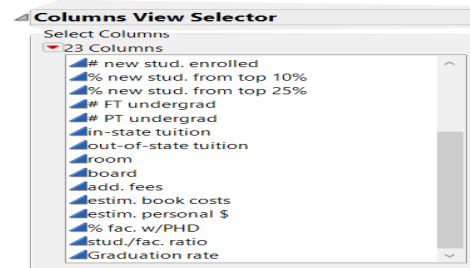 Columns View Selector
Select Columns
23 Columns
# new stud. enrolled
% new stud. from top 10%
% new stud. from top 25%
# FT undergrad
# PT undergrad
in-state tuition
out-of-state tuition
room
board
add. fees
estim. book costs
estim. personal $
% fac. w/PHD
stud./fac. ratio
Graduation rate